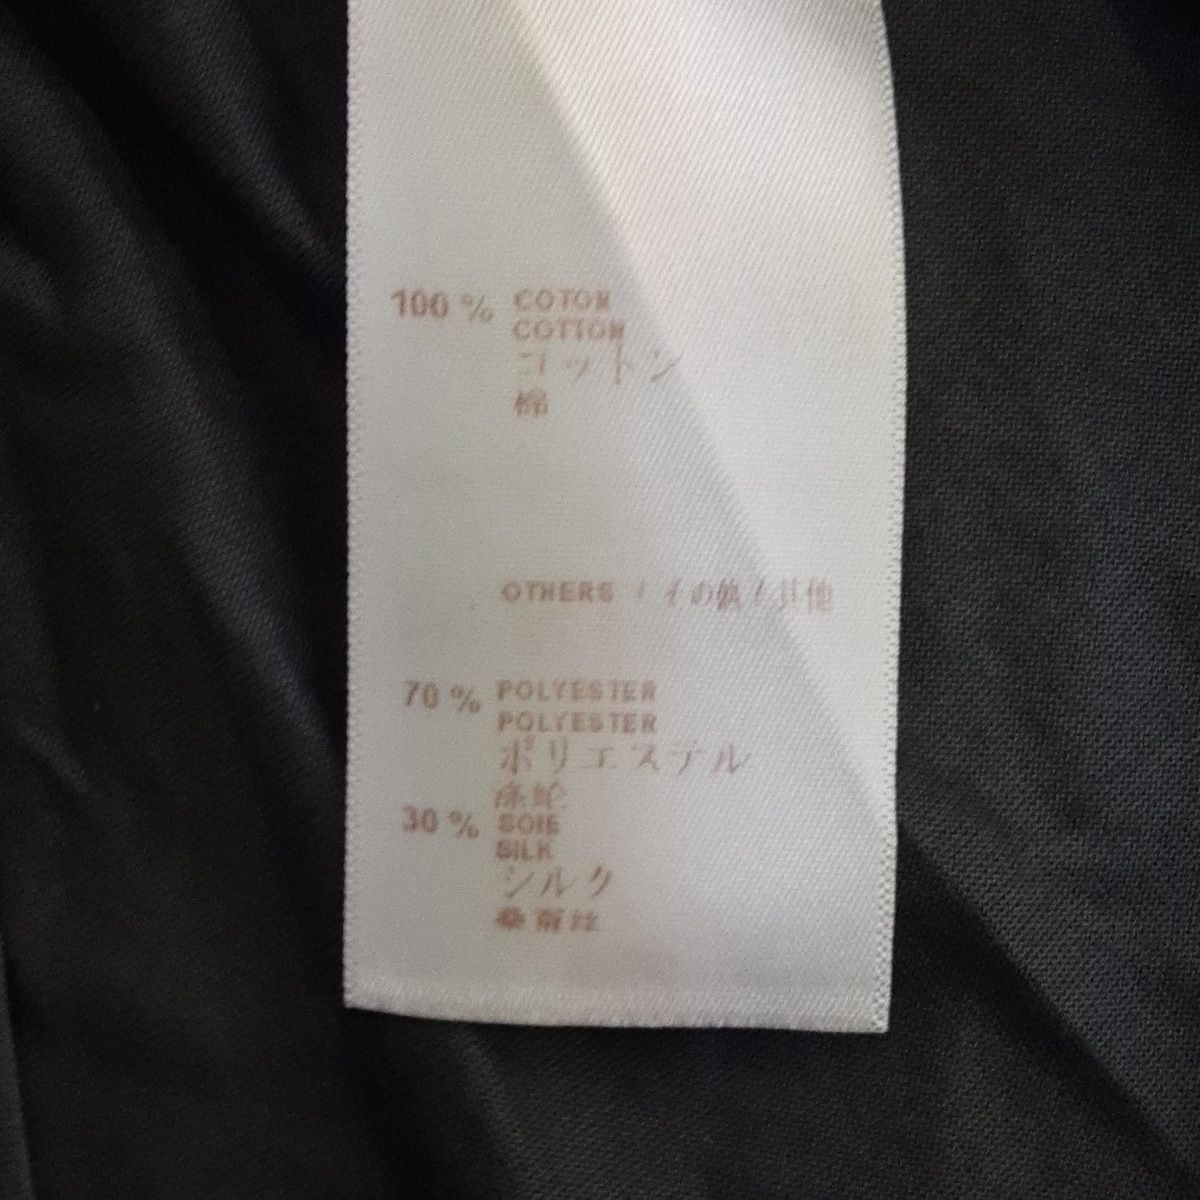 100 % COTON
COTTON
コットン
棉
OTHERS / その他 / 其他
70 % POLYESTER
POLYESTER
ポリエステル
30 % SOIE
SILK
シルク